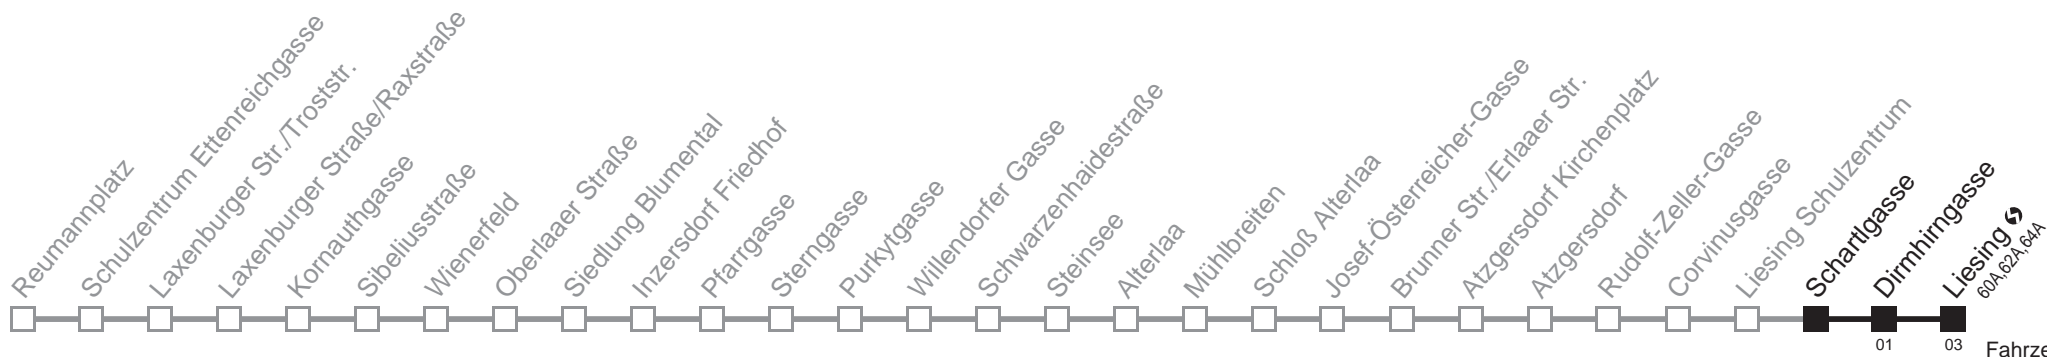 Reumannplatz
Schulzentrum Ettenreichgasse
Laxenburger Str./Troststr.
Laxenburger Straße/Raxstraße
Kornauthgasse
Sibeliusstraße
Wienerfeld
Oberlaaer Straße
Siedlung Blumental
Inzersdorf Friedhof
Pfarrgasse
Sterngasse
Purkytgasse
Willendorfer Gasse
Schwarzenhaidestraße
Steinsee
Alterlaa
Mühlbreiten
Schloß Alterlaa
Josef-Österreicher-Gasse
Brunner Str./Erlaaer Str.
Atzgersdorf Kirchenplatz
Atzgersdorf
Rudolf-Zeller-Gasse
Corvinusgasse
Liesing Schulzentrum
Schartlgasse
Dirmhirngasse
Liesing
60A,62A,64A
01
03
Fahrze